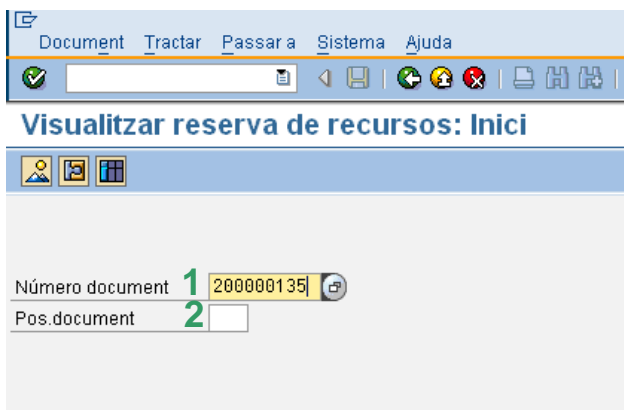 Document Tractar Passar a Sistema Ajuda
Visualitzar reserva de recursos: Inici
Número document 1 200000135
Pos.document 2